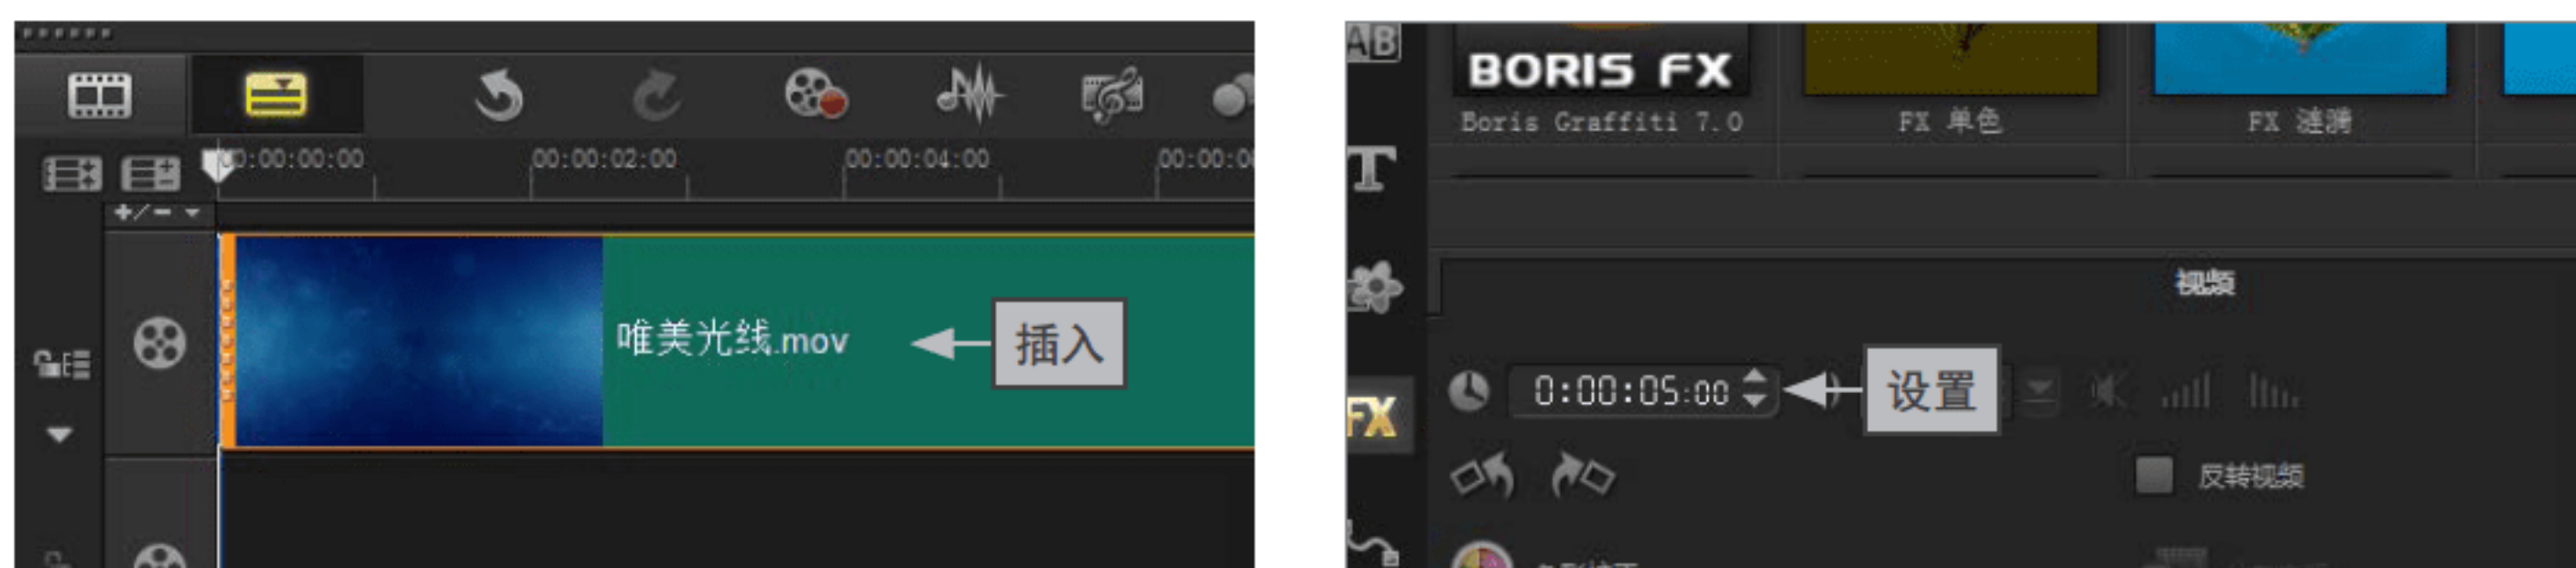 00:00:00:00 00:00:02:00 00:00:04:00
+/-
唯美光线.mov
插入
AB
BORIS FX
Boris Graffiti 7.0
FX 单色
FX 涟漪
T
视频
FX
0:00:05:00
设置
反转视频